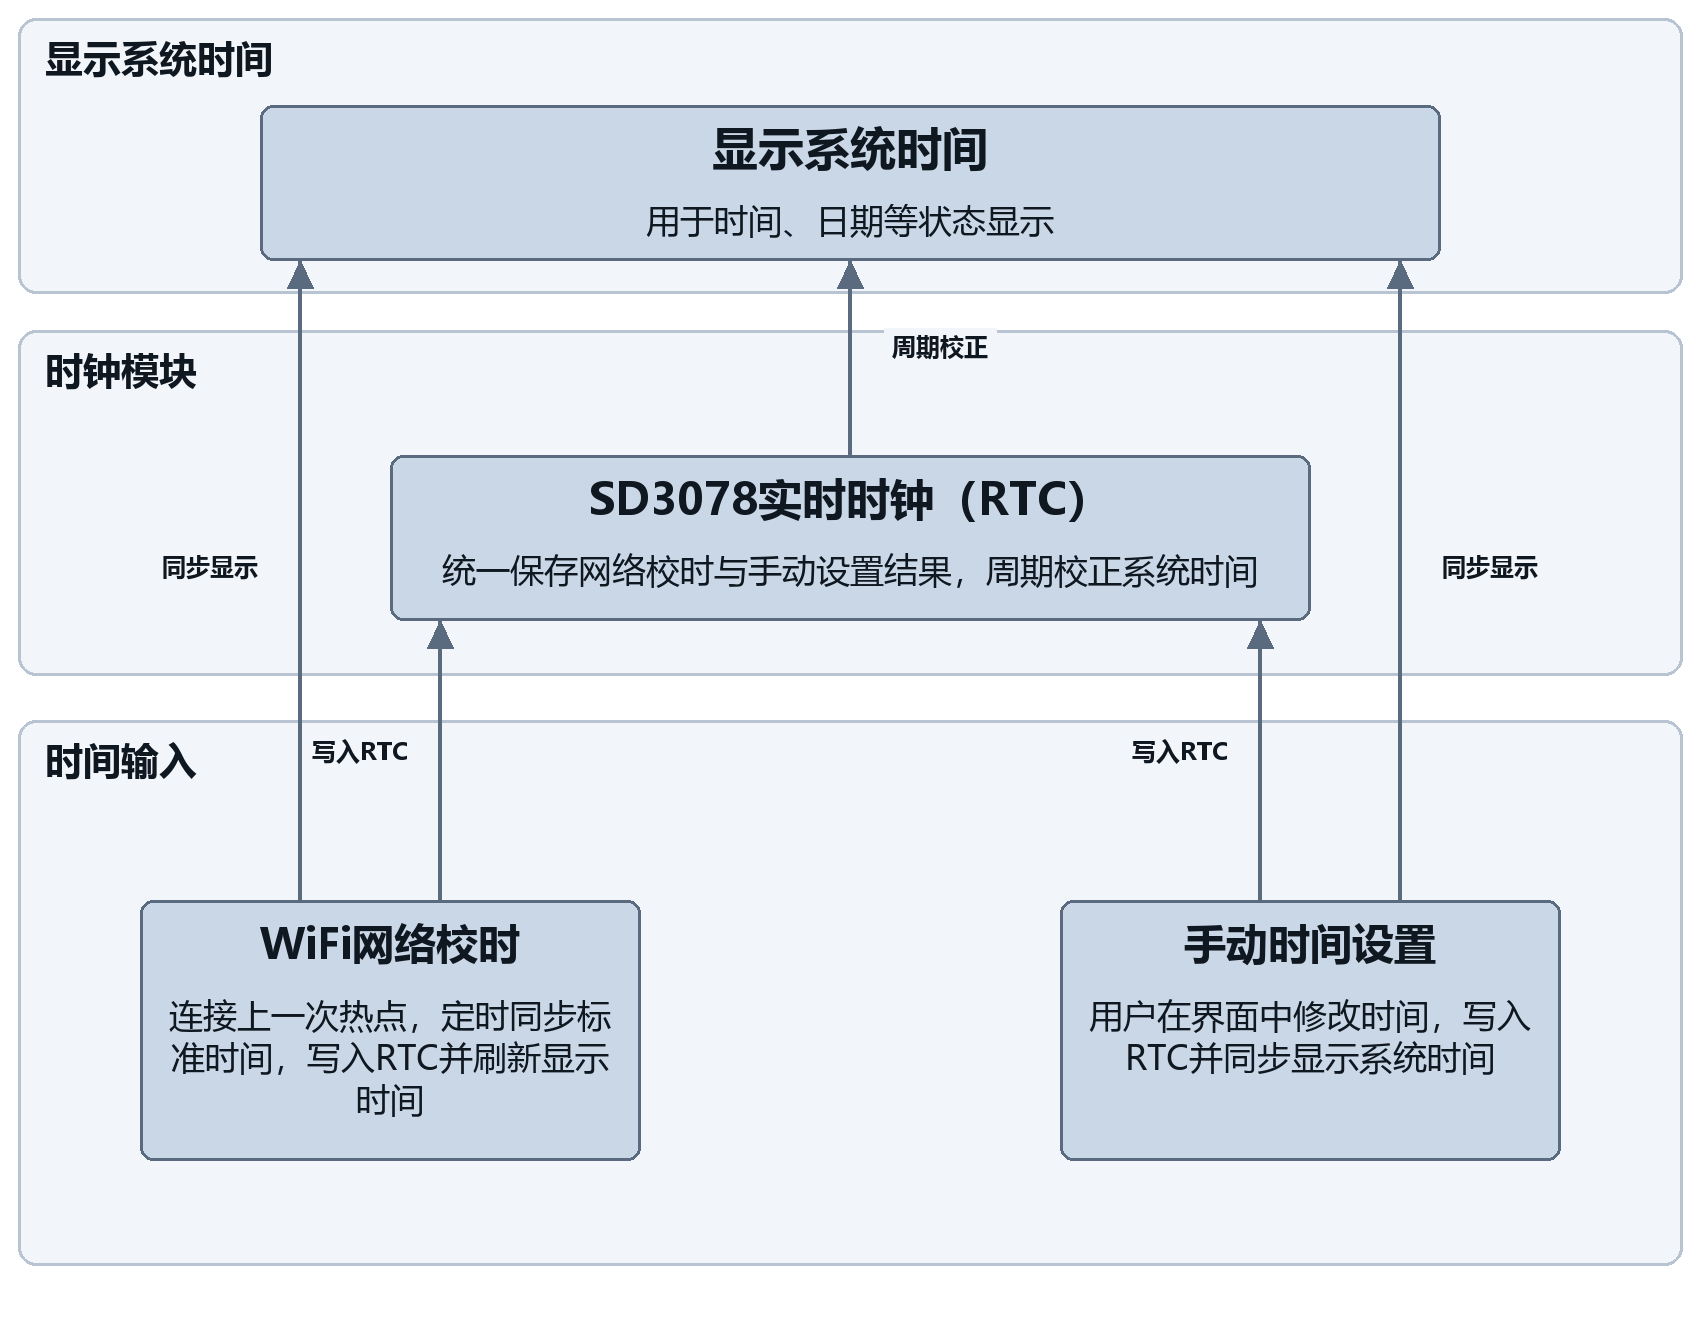 显示系统时间
显示系统时间
用于时间、日期等状态显示
时钟模块
周期校正
SD3078实时时钟（RTC）
统一保存网络校时与手动设置结果，周期校正系统时间
同步显示
同步显示
时间输入
写入RTC
写入RTC
WiFi网络校时
连接上一次热点，定时同步标
准时间，写入RTC并刷新显示
时间
手动时间设置
用户在界面中修改时间，写入
RTC并同步显示系统时间